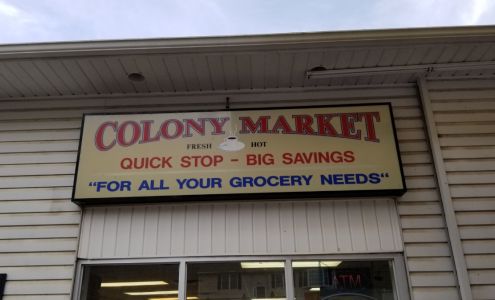 COLONY MARKET
FRESH HOT
QUICK STOP - BIG SAVINGS
"FOR ALL YOUR GROCERY NEEDS"
ATM